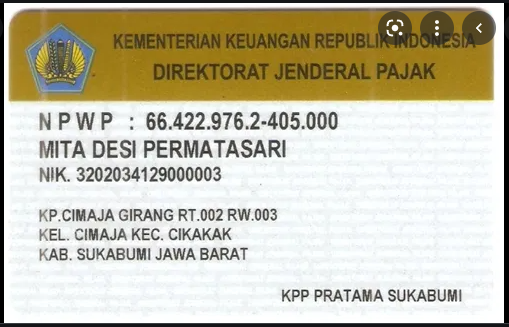 KEMENTERIAN KEUANGAN REPUBLIK INDONESIA
DIREKTORAT JENDERAL PAJAK
N P W P : 66.422.976.2-405.000
MITA DESI PERMATASARI
NIK. 3202034129000003
KP.CIMAJA GIRANG RT.002 RW.003
KEL. CIMAJA KEC. CIKAKAK
KAB. SUKABUMI JAWA BARAT
KPP PRATAMA SUKABUMI